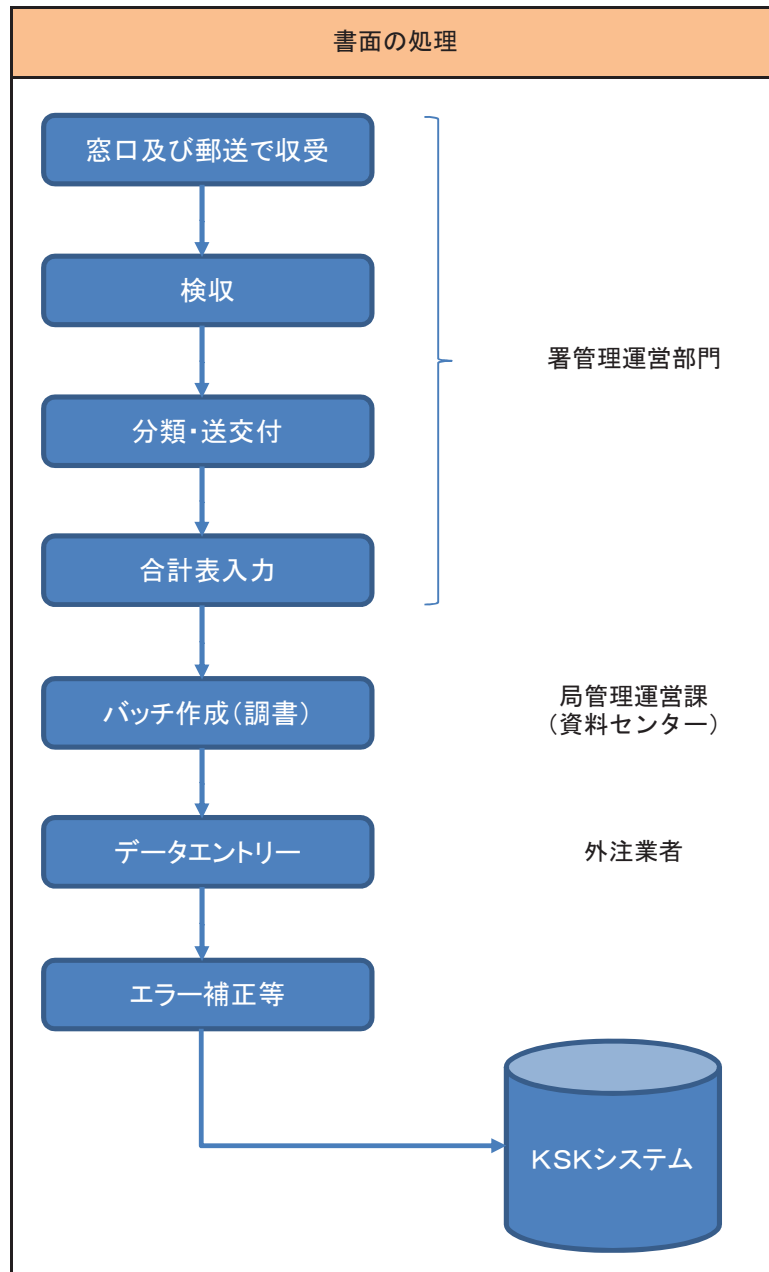 書面の処理
窓口及び郵送で収受
検収
分類・送交付
合計表入力
署管理運営部門
バッチ作成（調書）
局管理運営課
（資料センター）
データエントリー
外注業者
エラー補正等
ＫＳＫシステム